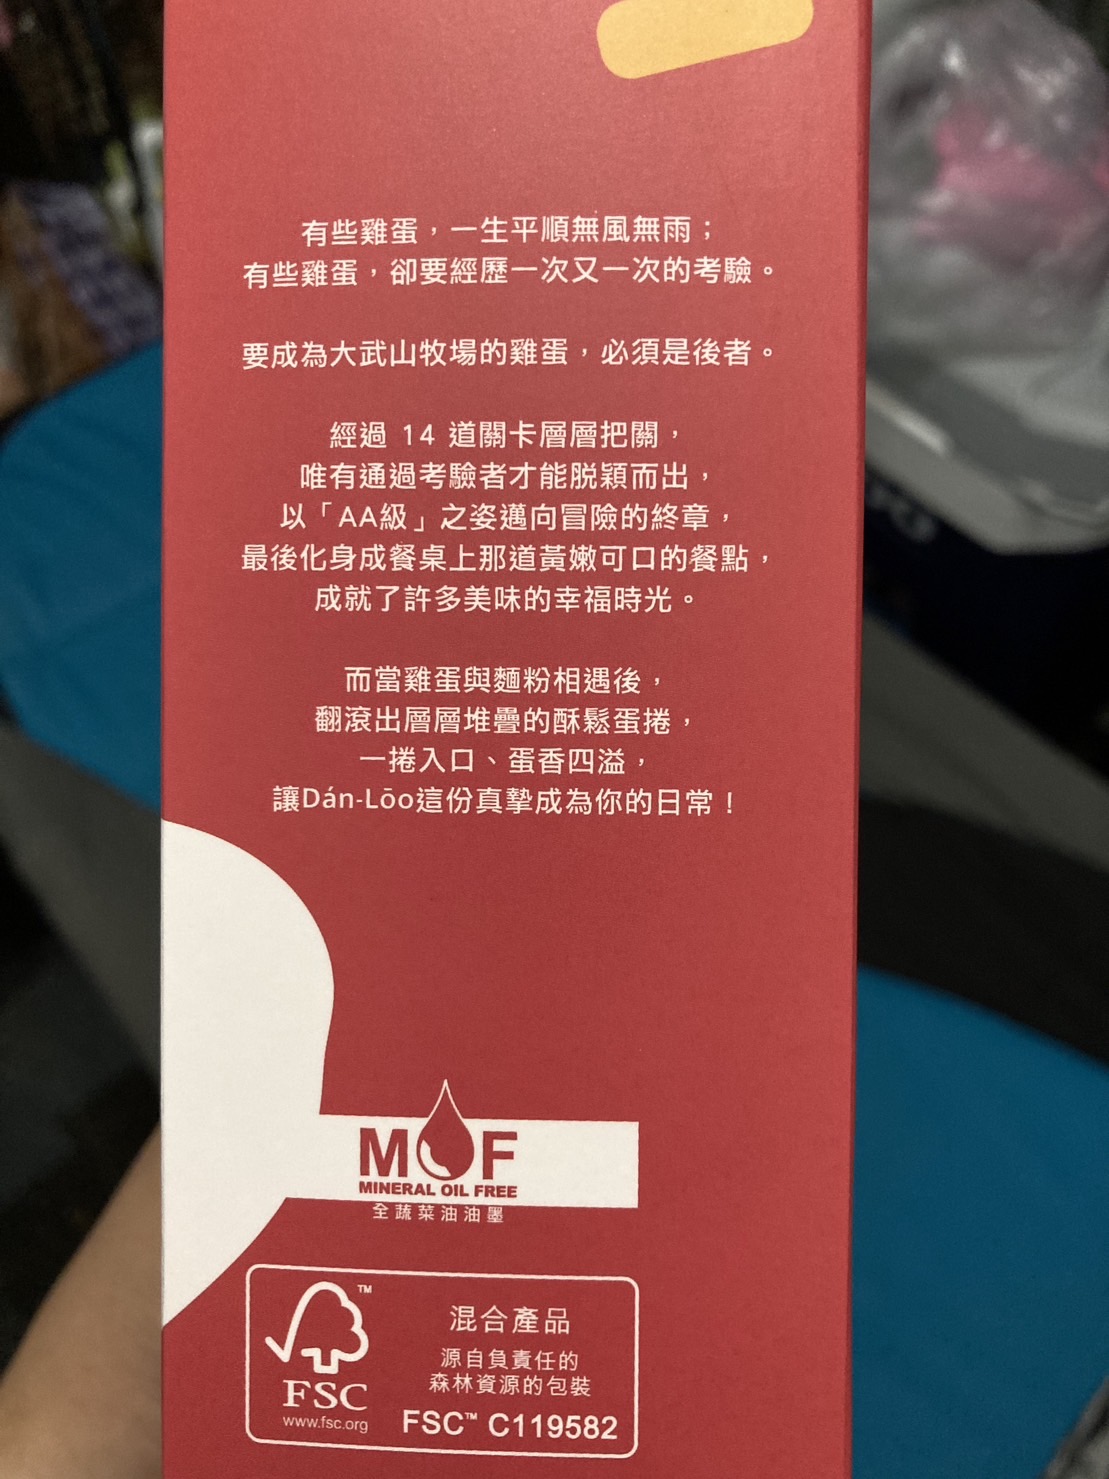 有些雞蛋，一生平順無風無雨；
有些雞蛋，卻要經歷一次又一次的考驗。
要成為大武山牧場的雞蛋，必須是後者。
經過 14 道關卡層層把關，
唯有通過考驗者才能脫穎而出，
以「AA級」之姿邁向冒險的終章，
最後化身成餐桌上那道黃嫩可口的餐點，
成就了許多美味的幸福時光。
而當雞蛋與麵粉相遇後，
翻滾出層層堆疊的酥鬆蛋捲，
一捲入口、蛋香四溢，
讓Dán-Lōo這份真摯成為你的日常！
MOF
MINERAL OIL FREE
全蔬菜油油墨
TM
FSC
www.fsc.org
混合產品
源自負責任的
森林資源的包裝
FSC™ C119582